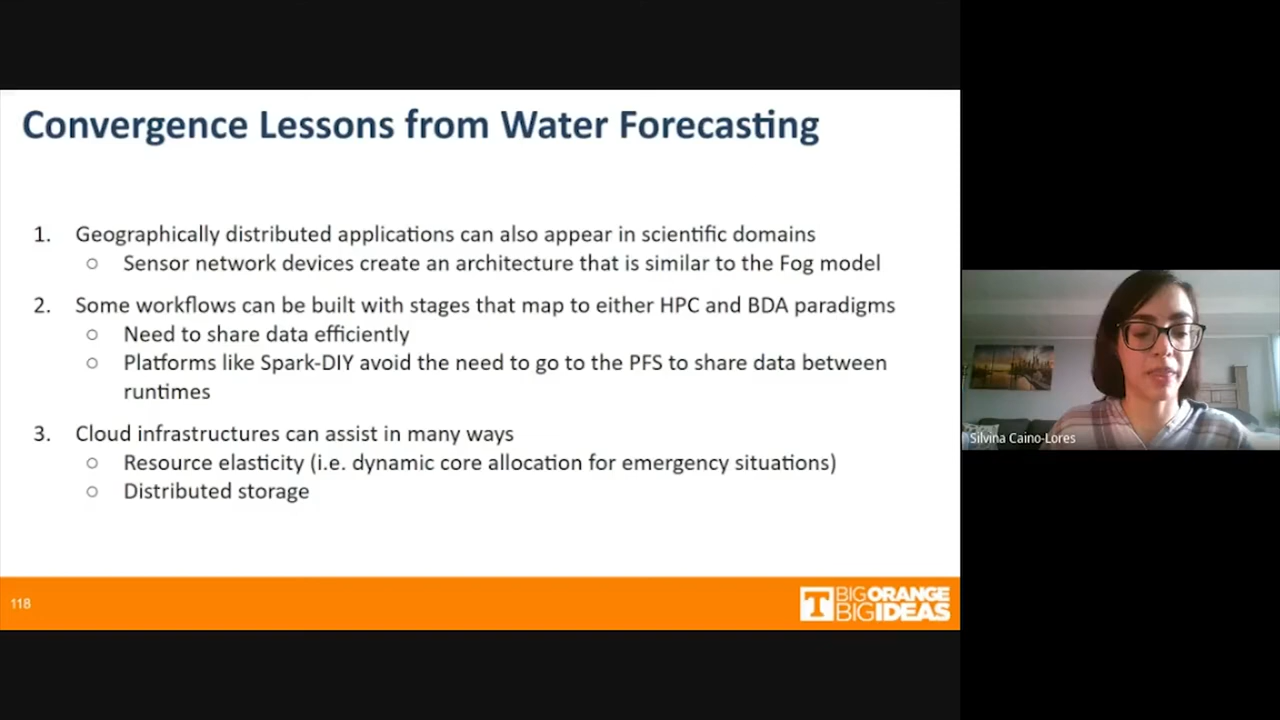 Convergence Lessons from Water Forecasting
1. Geographically distributed applications can also appear in scientific domains
○ Sensor network devices create an architecture that is similar to the Fog model
2. Some workflows can be built with stages that map to either HPC and BDA paradigms
○ Need to share data efficiently
○ Platforms like Spark-DIY avoid the need to go to the PFS to share data between
runtimes
3. Cloud infrastructures can assist in many ways
○ Resource elasticity (i.e. dynamic core allocation for emergency situations)
○ Distributed storage
Silvina Caino-Lores
118
T BIG ORANGE
BIG IDEAS